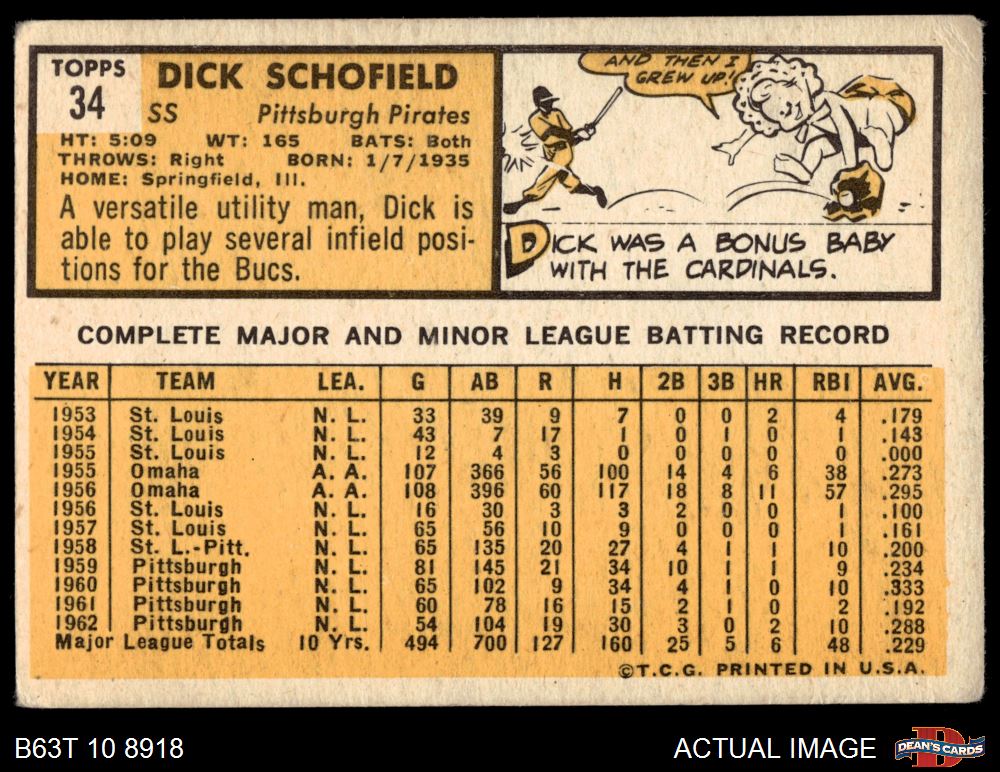 TOPPS
34
DICK SCHOFIELD
SS Pittsburgh Pirates
HT: 5:09 WT: 165 BATS: Both
THROWS: Right BORN: 1/7/1935
HOME: Springfield, Ill.
A versatile utility man, Dick is
able to play several infield posi-
tions for the Bucs.
AND THEN I
GREW UP!
DICK WAS A BONUS BABY
WITH THE CARDINALS.
COMPLETE MAJOR AND MINOR LEAGUE BATTING RECORD
YEAR TEAM LEA. G AB R H 2B 3B HR RBI AVG.
1953 St. Louis N. L. 33 39 9 7 0 0 2 4 .179
1954 St. Louis N. L. 43 7 17 1 0 1 0 1 .143
1955 St. Louis N. L. 12 4 3 0 0 0 0 0 .000
1955 Omaha A. A. 107 366 56 100 14 4 6 38 .273
1956 Omaha A. A. 108 396 60 117 18 8 11 57 .295
1956 St. Louis N. L. 16 30 3 3 2 0 0 1 .100
1957 St. Louis N. L. 65 56 10 9 0 0 0 1 .161
1958 St. L.-Pitt. N. L. 65 135 20 27 4 1 1 10 .200
1959 Pittsburgh N. L. 81 145 21 34 10 1 1 9 .234
1960 Pittsburgh N. L. 65 102 9 34 4 1 0 10 .333
1961 Pittsburgh N. L. 60 78 16 15 2 1 0 2 .192
1962 Pittsburgh N. L. 54 104 19 30 3 0 2 10 .288
Major League Totals 10 Yrs. 494 700 127 160 25 5 6 48 .229
©T.C.G. PRINTED IN U.S.A.
B63T 10 8918 ACTUAL IMAGE DEAN'S CARDS